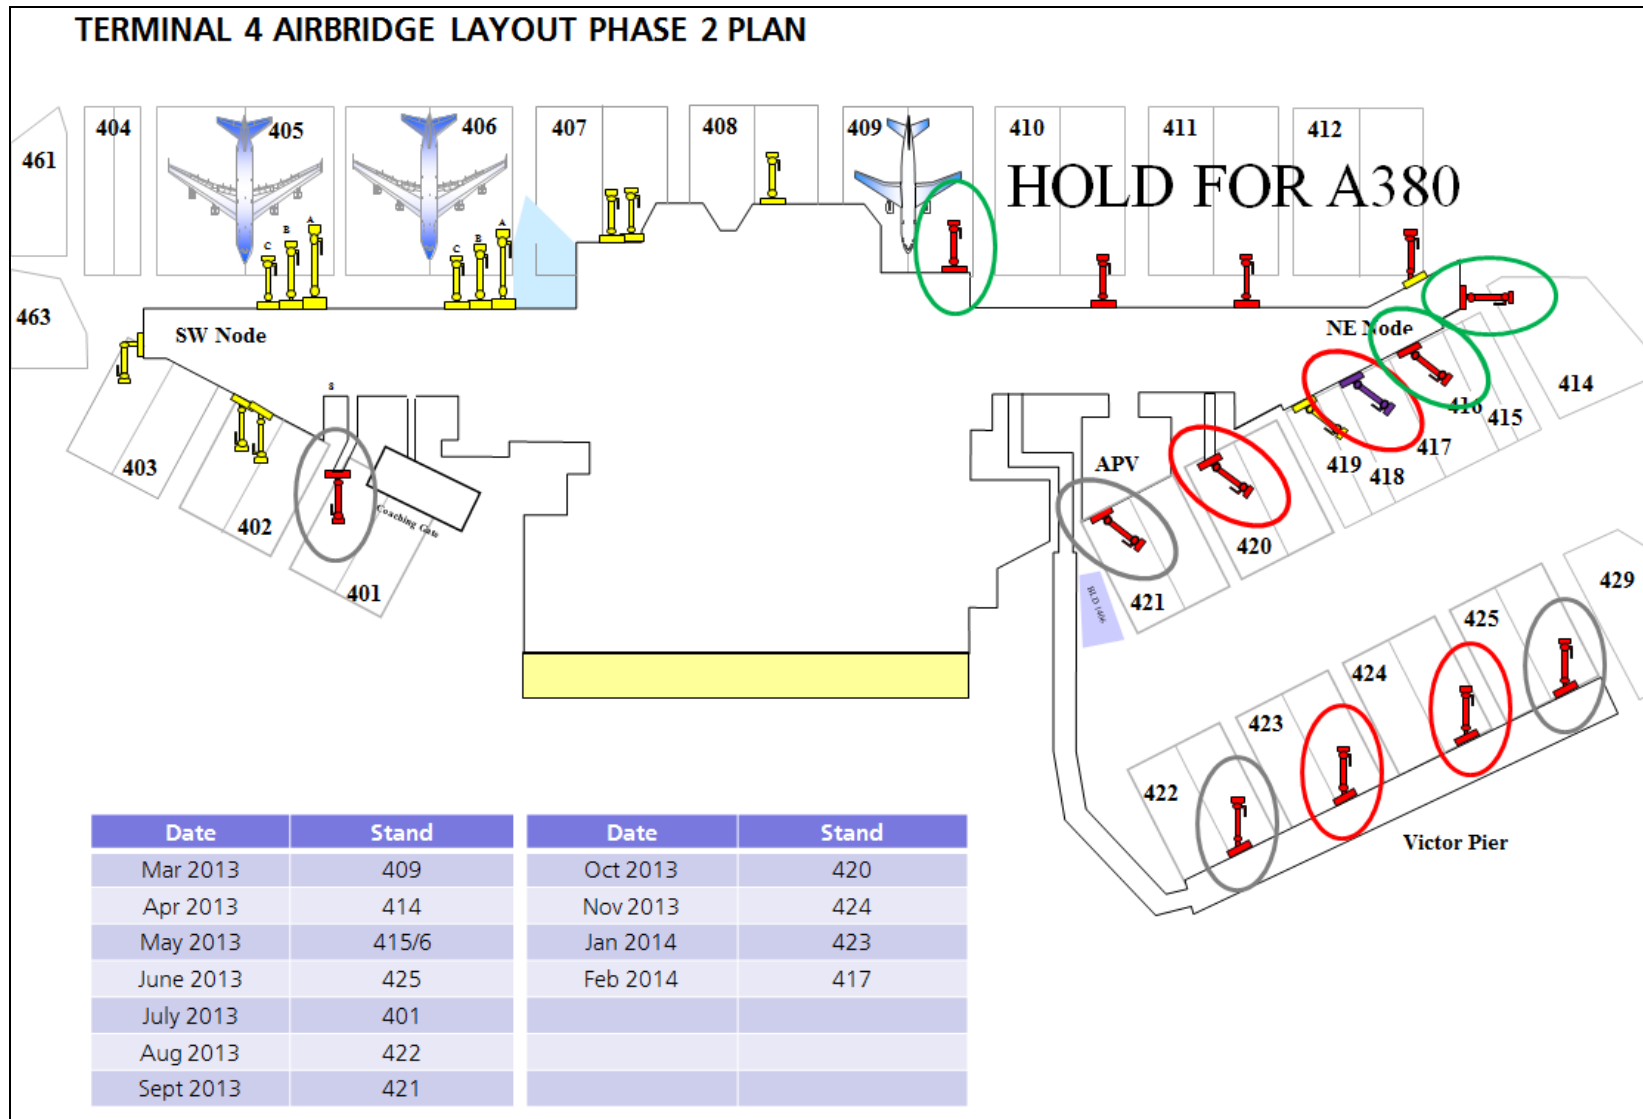 TERMINAL 4 AIRBRIDGE LAYOUT PHASE 2 PLAN
461
404
405
406
407
408
409
410
411
412
HOLD FOR A380
A
B
C
A
B
C
463
SW Node
NE Node
414
416
415
417
418
419
403
402
401
8
Coaching Gate
APV
420
421
BLD 1466
429
425
424
423
422
Victor Pier
Date Stand Date Stand
Mar 2013 409 Oct 2013 420
Apr 2013 414 Nov 2013 424
May 2013 415/6 Jan 2014 423
June 2013 425 Feb 2014 417
July 2013 401
Aug 2013 422
Sept 2013 421